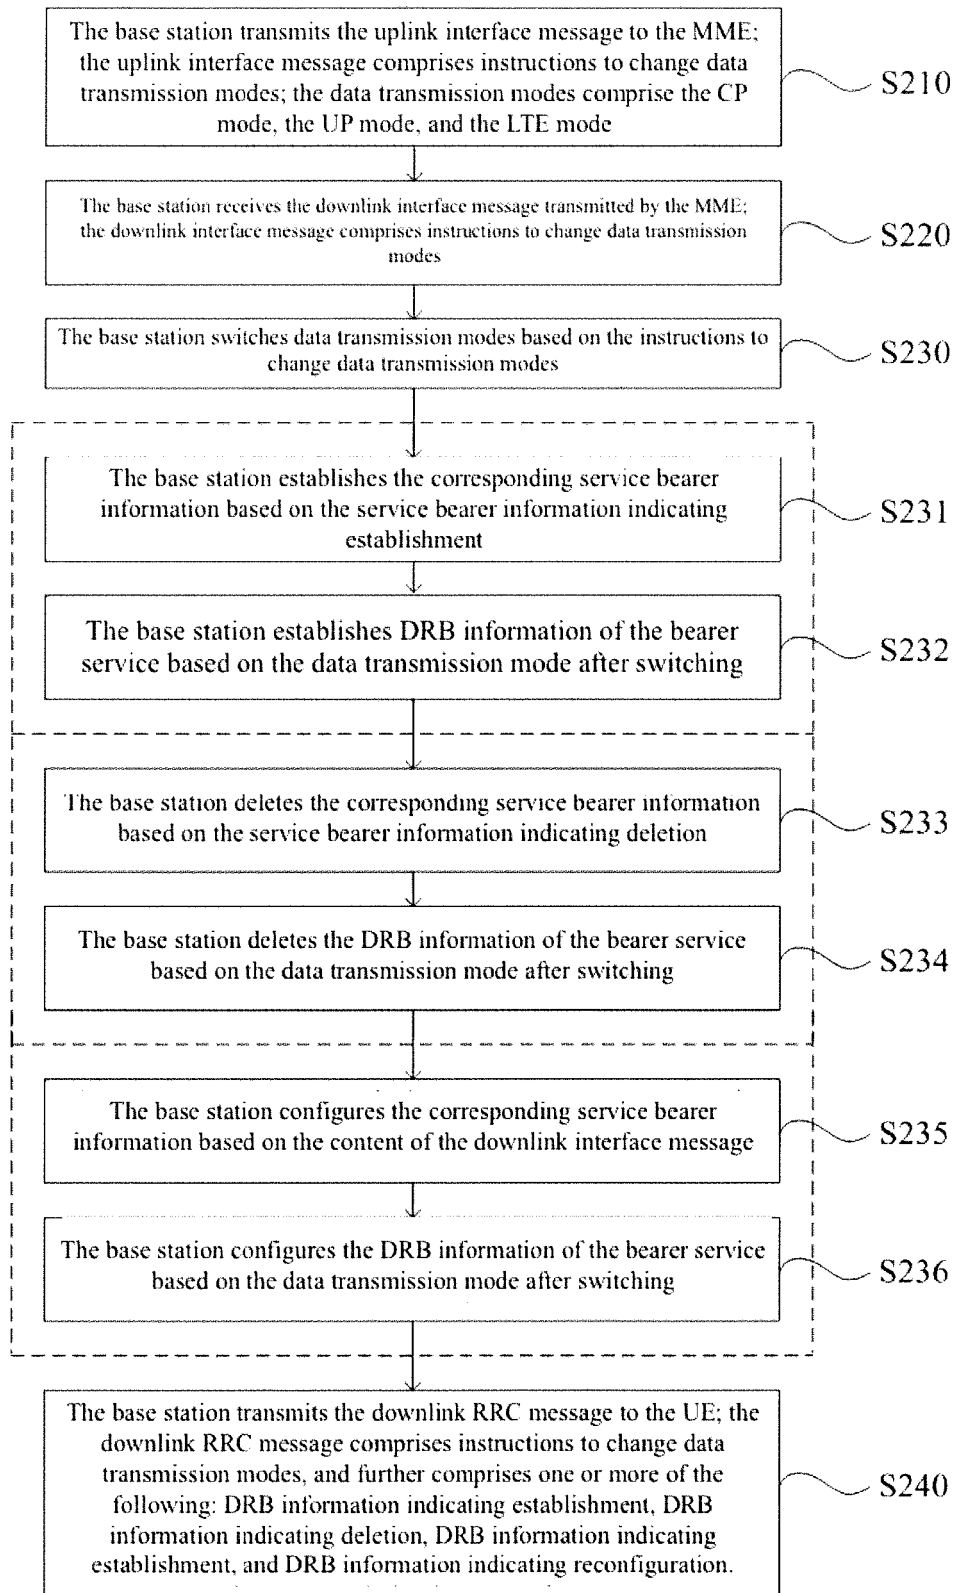 The base station transmits the uplink interface message to the MME;
the uplink interface message comprises instructions to change data
transmission modes; the data transmission modes comprise the CP
mode, the UP mode, and the LTE mode
S210
The base station receives the downlink interface message transmitted by the MME;
the downlink interface message comprises instructions to change data transmission
modes
S220
The base station switches data transmission modes based on the instructions to
change data transmission modes
S230
The base station establishes the corresponding service bearer
information based on the service bearer information indicating
establishment
S231
The base station establishes DRB information of the bearer
service based on the data transmission mode after switching
S232
The base station deletes the corresponding service bearer information
based on the service bearer information indicating deletion
S233
The base station deletes the DRB information of the bearer service
based on the data transmission mode after switching
S234
The base station configures the corresponding service bearer
information based on the content of the downlink interface message
S235
The base station configures the DRB information of the bearer service
based on the data transmission mode after switching
S236
The base station transmits the downlink RRC message to the UE; the
downlink RRC message comprises instructions to change data
transmission modes, and further comprises one or more of the
following: DRB information indicating establishment, DRB
information indicating deletion, DRB information indicating
establishment, and DRB information indicating reconfiguration.
S240